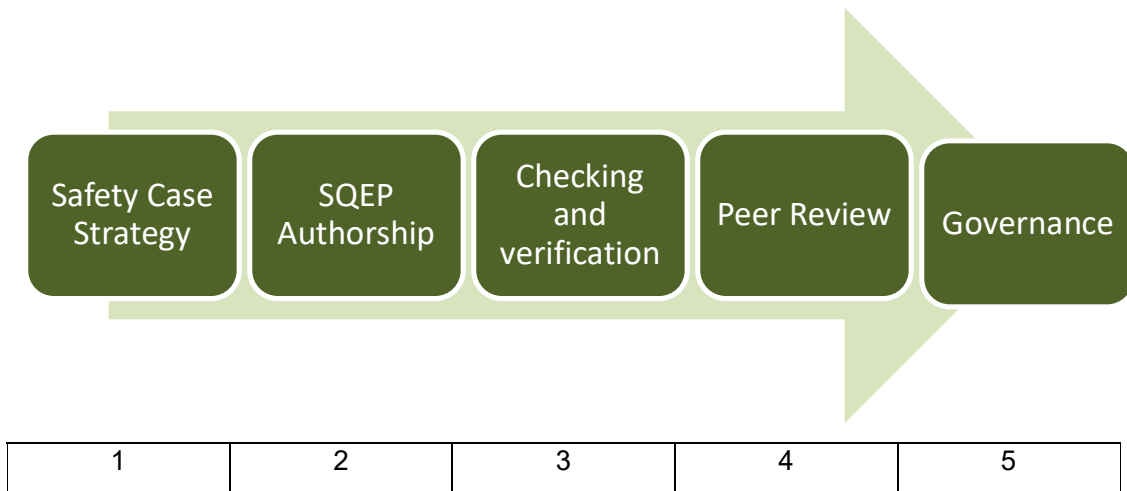 Safety Case
Strategy
SQEP
Authorship
Checking
and
verification
Peer Review
Governance
1 2 3 4 5